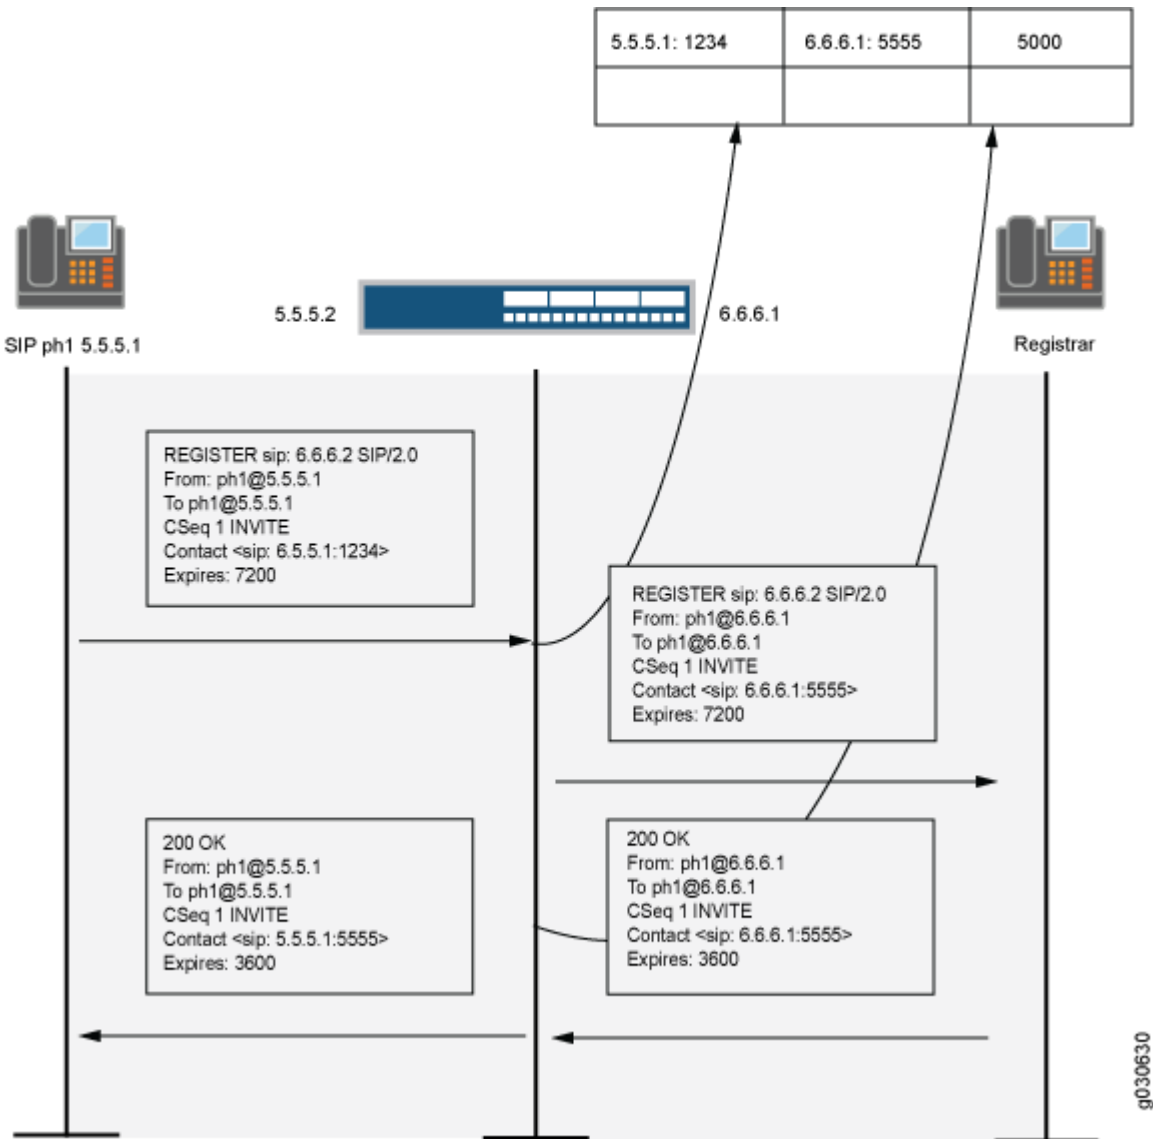 5.5.5.1: 1234 6.6.6.1: 5555 5000
5.5.5.2
6.6.6.1
SIP ph1 5.5.5.1
Registrar
REGISTER sip: 6.6.6.2 SIP/2.0
From: ph1@5.5.5.1
To ph1@5.5.5.1
CSeq 1 INVITE
Contact <sip: 6.5.5.1:1234>
Expires: 7200
REGISTER sip: 6.6.6.2 SIP/2.0
From: ph1@6.6.6.1
To ph1@6.6.6.1
CSeq 1 INVITE
Contact <sip: 6.6.6.1:5555>
Expires: 7200
200 OK
From: ph1@5.5.5.1
To ph1@5.5.5.1
CSeq 1 INVITE
Contact <sip: 5.5.5.1:5555>
Expires: 3600
200 OK
From: ph1@6.6.6.1
To ph1@6.6.6.1
CSeq 1 INVITE
Contact <sip: 6.6.6.1:5555>
Expires: 3600
g030630